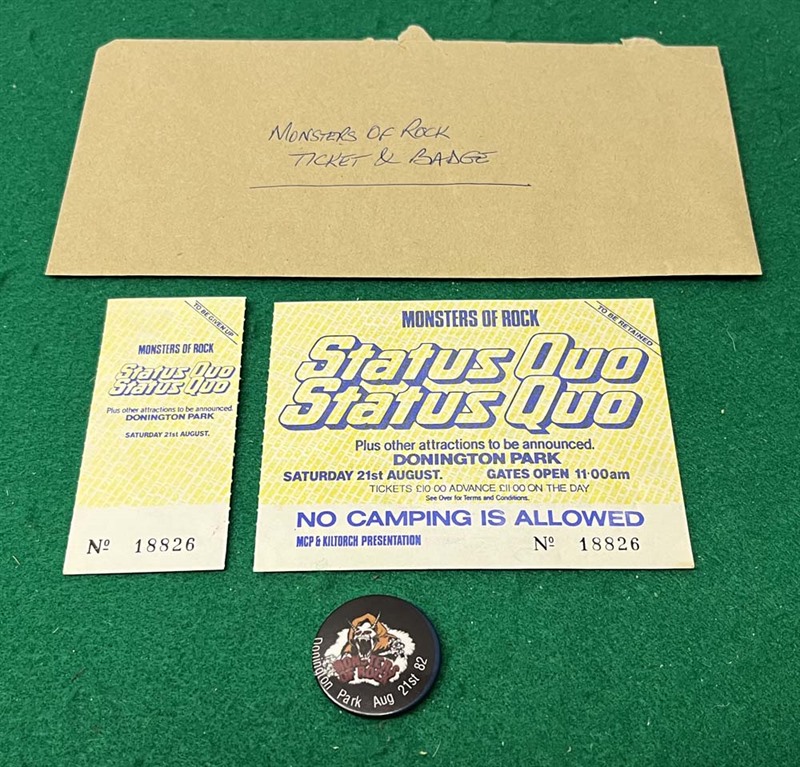 MONSTERS OF ROCK
TICKET & BADGE
TO BE GIVEN UP
MONSTERS OF ROCK
Status Quo
Status Quo
Plus other attractions to be announced.
DONINGTON PARK
SATURDAY 21st AUGUST.
Nº 18826
TO BE RETAINED
MONSTERS OF ROCK
Status Quo
Status Quo
Plus other attractions to be announced.
DONINGTON PARK
SATURDAY 21st AUGUST. GATES OPEN 11·00am
TICKETS £10·00 ADVANCE £11·00 ON THE DAY
See Over for Terms and Conditions.
NO CAMPING IS ALLOWED
MCP & KILTORCH PRESENTATION Nº 18826
MONSTERS
OF ROCK
Donington Park Aug 21st 82